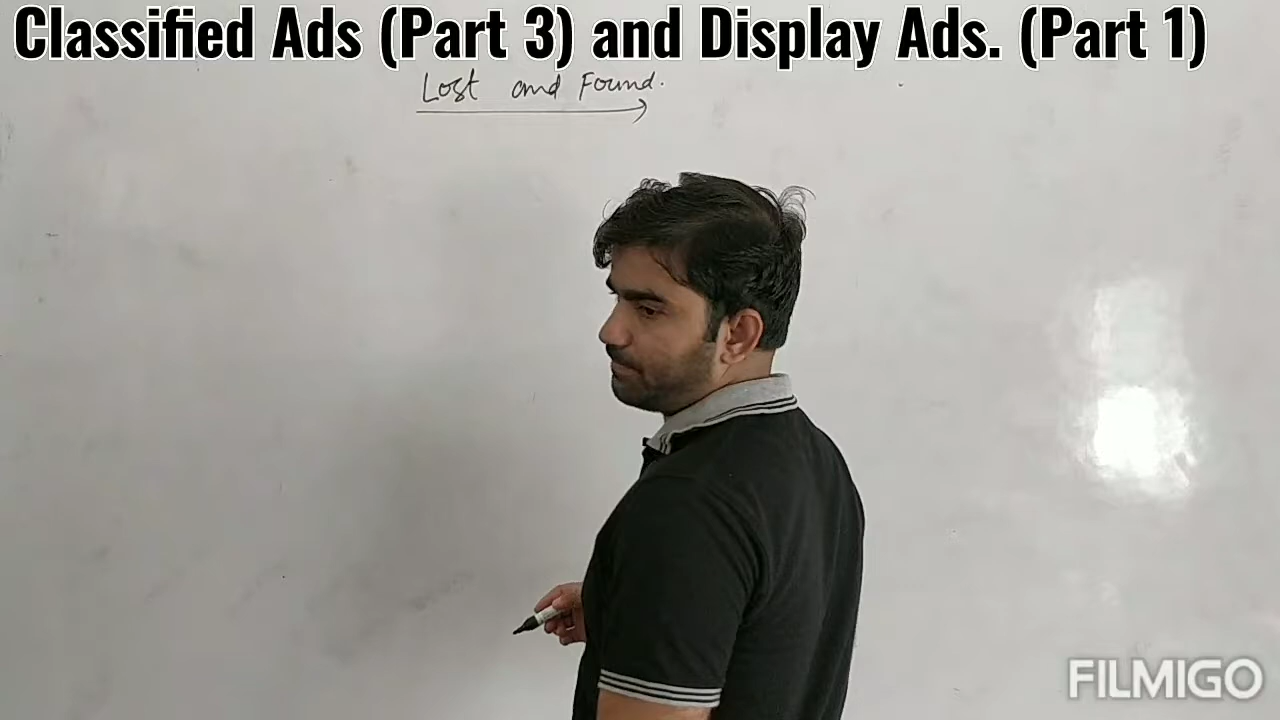 Classified Ads (Part 3) and Display Ads. (Part 1)
Lost and Found.
FILMIGO